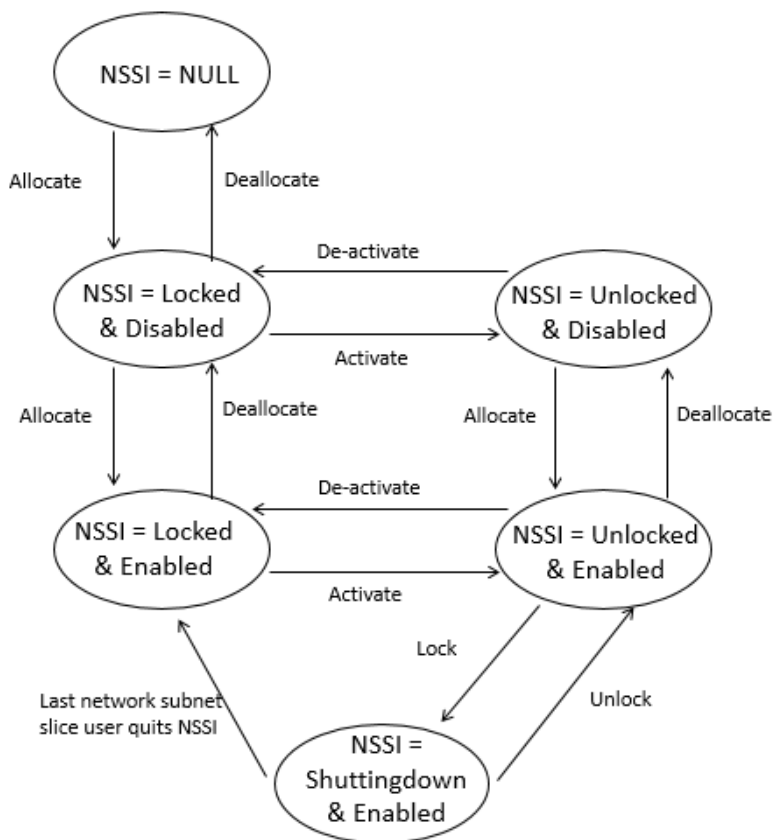 NSSI = NULL
Allocate
Deallocate
De-activate
NSSI = Locked
& Disabled
NSSI = Unlocked
& Disabled
Activate
Allocate
Deallocate
Allocate
Deallocate
De-activate
NSSI = Locked
& Enabled
NSSI = Unlocked
& Enabled
Activate
Lock
Last network subnet
slice user quits NSSI
Unlock
NSSI =
Shuttingdown
& Enabled